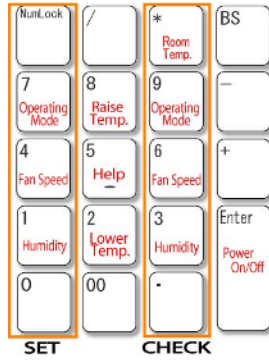 NumLock
/
*
Room
Temp.
BS
7
Operating
Mode
8
Raise
Temp.
9
Operating
Mode
-
4
Fan Speed
5
Help
6
Fan Speed
+
1
Humidity
2
Lower
Temp.
3
Humidity
Enter
Power
On/Off
0
00
.
SET
CHECK